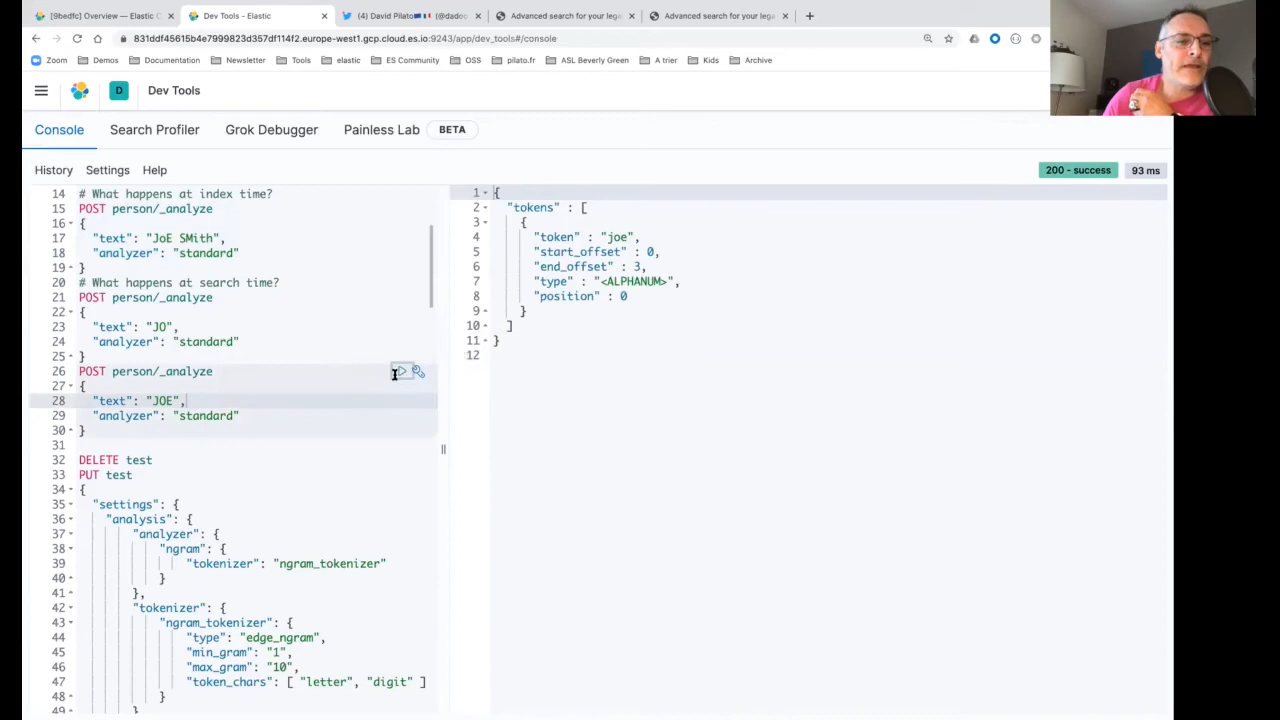 [9bedfc] Overview — Elastic C
Dev Tools - Elastic
(4) David Pilato🇪🇺🇫🇷 (@dado
Advanced search for your lega
Advanced search for your lega
831ddf45615b4e7999823d357df114f2.europe-west1.gcp.cloud.es.io:9243/app/dev_tools#/console
Zoom Demos Documentation Newsletter Tools elastic ES Community OSS pilato.fr ASL Beverly Green A trier Kids Archive
D Dev Tools
Console Search Profiler Grok Debugger Painless Lab BETA
History Settings Help
200 - success 93 ms
14 # What happens at index time?
15 POST person/_analyze
16 {
17 "text": "JoE SMith",
18 "analyzer": "standard"
19 }
20 # What happens at search time?
21 POST person/_analyze
22 {
23 "text": "JO",
24 "analyzer": "standard"
25 }
26 POST person/_analyze
27 {
28 "text": "JOE",
29 "analyzer": "standard"
30 }
31
32 DELETE test
33 PUT test
34 {
35 "settings": {
36 "analysis": {
37 "analyzer": {
38 "ngram": {
39 "tokenizer": "ngram_tokenizer"
40 }
41 },
42 "tokenizer": {
43 "ngram_tokenizer": {
44 "type": "edge_ngram",
45 "min_gram": "1",
46 "max_gram": "10",
47 "token_chars": [ "letter", "digit" ]
48 }
49 }
1 {
2 "tokens" : [
3 {
4 "token" : "joe",
5 "start_offset" : 0,
6 "end_offset" : 3,
7 "type" : "<ALPHANUM>",
8 "position" : 0
9 }
10 ]
11 }
12